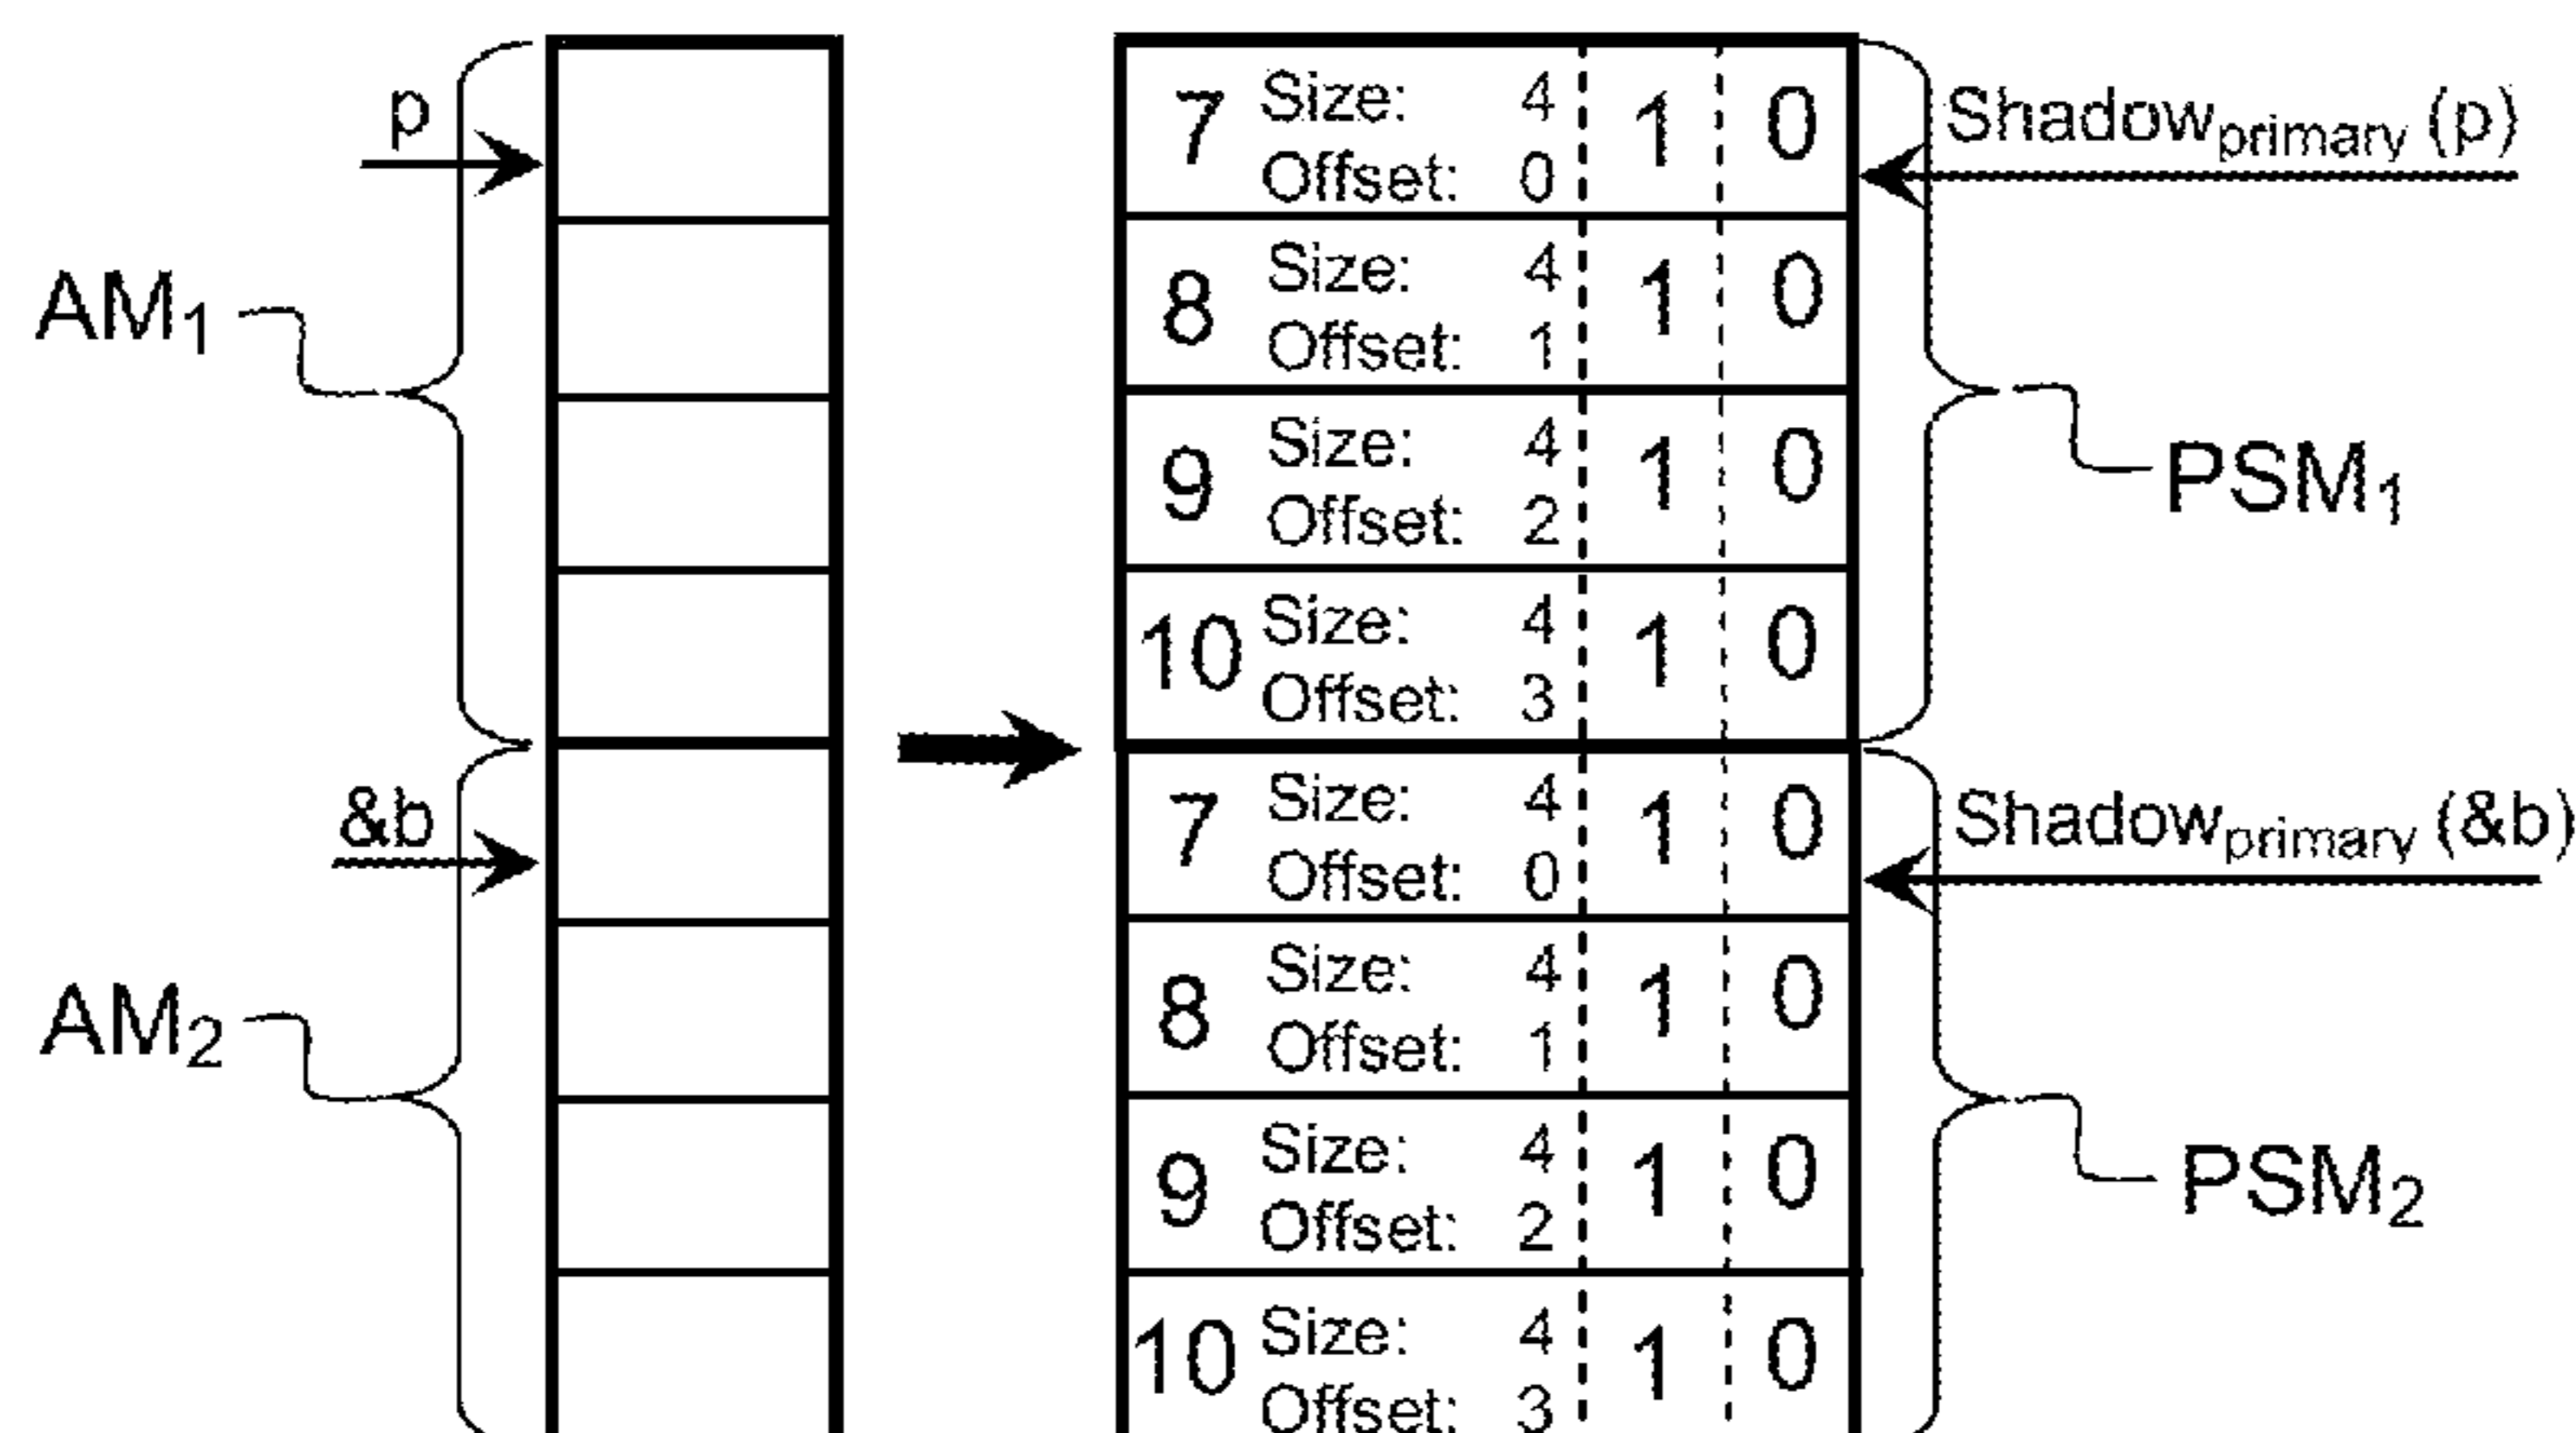 p
AM1
&b
AM2
7 Size: 4 1 0
Offset: 0
8 Size: 4 1 0
Offset: 1
9 Size: 4 1 0
Offset: 2
10 Size: 4 1 0
Offset: 3
7 Size: 4 1 0
Offset: 0
8 Size: 4 1 0
Offset: 1
9 Size: 4 1 0
Offset: 2
10 Size: 4 1 0
Offset: 3
Shadowprimary (p)
PSM1
Shadowprimary (&b)
PSM2